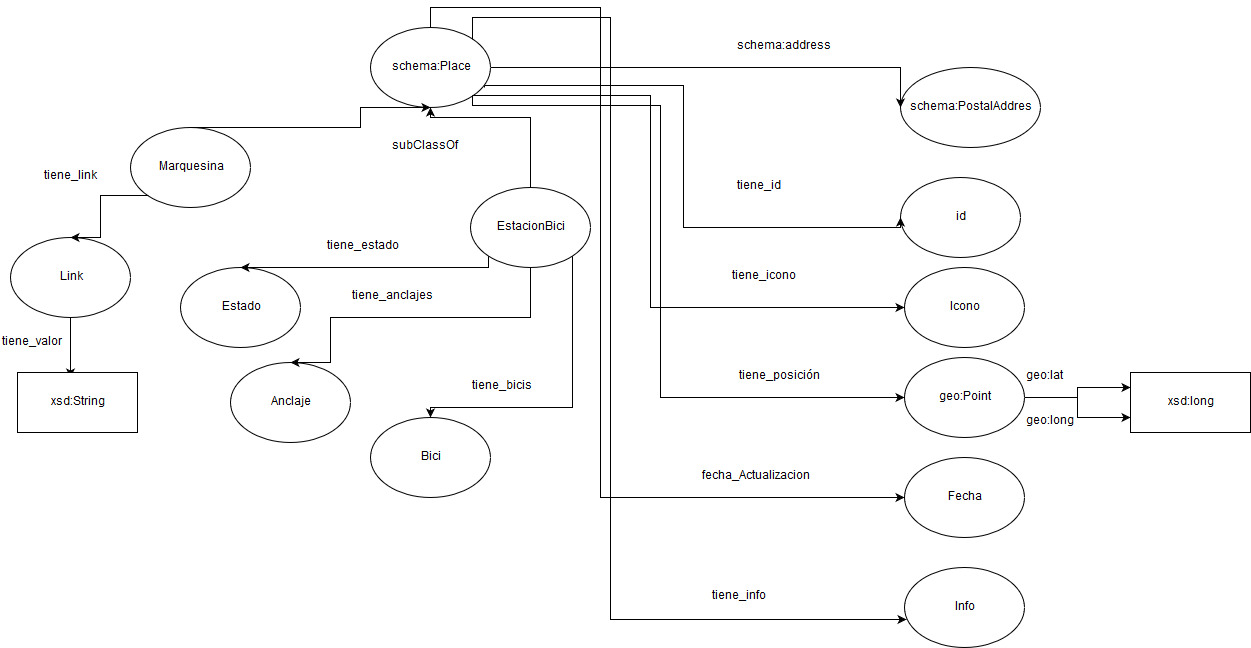 schema:address
schema:Place
schema:PostalAddres
subClassOf
Marquesina
tiene_link
tiene_id
id
EstacionBici
tiene_estado
Link
tiene_icono
tiene_anclajes
Estado
Icono
tiene_valor
tiene_posición
geo:lat
tiene_bicis
geo:Point
xsd:String
Anclaje
xsd:long
geo:long
Bici
fecha_Actualizacion
Fecha
tiene_info
Info